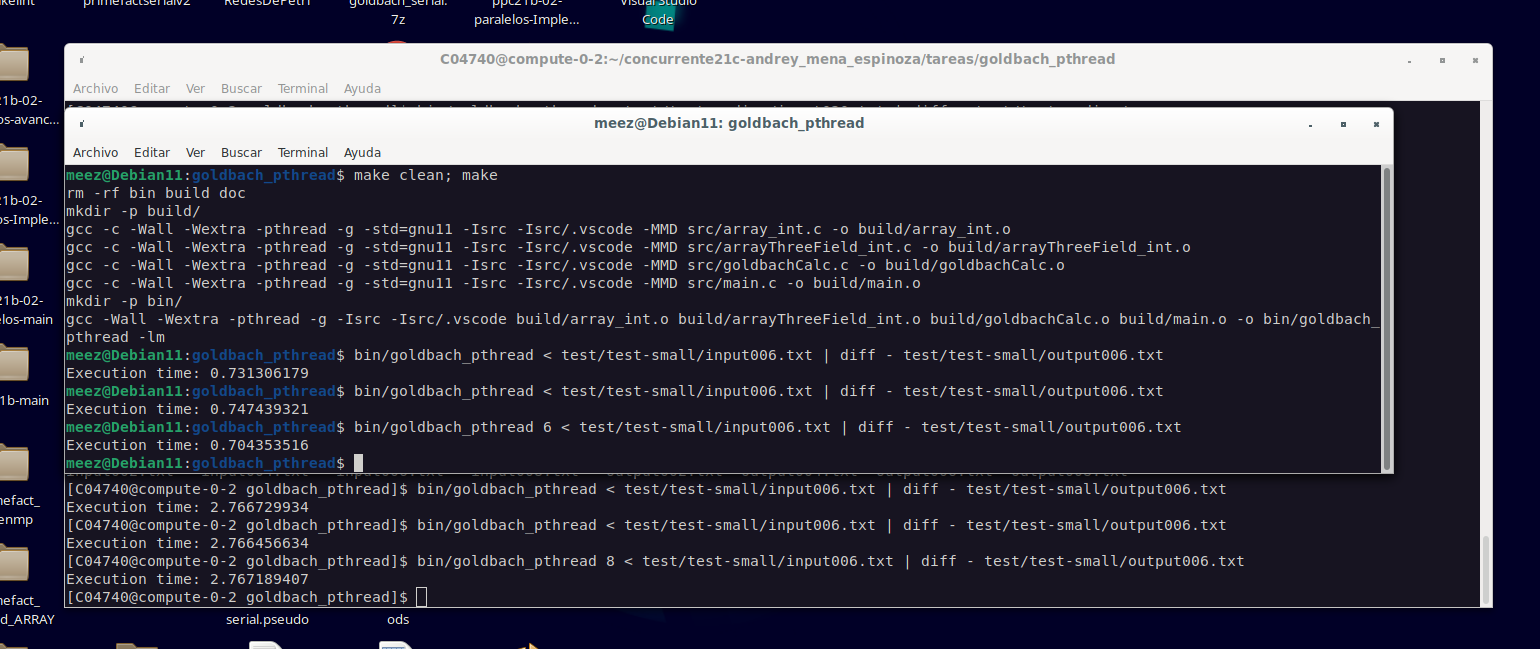 RedesDePetri
goldbach_serial.
7z
ppc21b-02-
paralelos-Imple...
Visual Studio
Code
21b-02-
os-avanc...
21b-02-
os-Imple...
21b-02-
elos-main
1b-main
nefact_
enmp
nefact_
d_ARRAY
C04740@compute-0-2:~/concurrente21c-andrey_mena_espinoza/tareas/goldbach_pthread
Archivo Editar Ver Buscar Terminal Ayuda
meez@Debian11: goldbach_pthread
Archivo Editar Ver Buscar Terminal Ayuda
meez@Debian11:goldbach_pthread$ make clean; make
rm -rf bin build doc
mkdir -p build/
gcc -c -Wall -Wextra -pthread -g -std=gnu11 -Isrc -Isrc/.vscode -MMD src/array_int.c -o build/array_int.o
gcc -c -Wall -Wextra -pthread -g -std=gnu11 -Isrc -Isrc/.vscode -MMD src/arrayThreeField_int.c -o build/arrayThreeField_int.o
gcc -c -Wall -Wextra -pthread -g -std=gnu11 -Isrc -Isrc/.vscode -MMD src/goldbachCalc.c -o build/goldbachCalc.o
gcc -c -Wall -Wextra -pthread -g -std=gnu11 -Isrc -Isrc/.vscode -MMD src/main.c -o build/main.o
mkdir -p bin/
gcc -Wall -Wextra -pthread -g -Isrc -Isrc/.vscode build/array_int.o build/arrayThreeField_int.o build/goldbachCalc.o build/main.o -o bin/goldbach_
pthread -lm
meez@Debian11:goldbach_pthread$ bin/goldbach_pthread < test/test-small/input006.txt | diff - test/test-small/output006.txt
Execution time: 0.731306179
meez@Debian11:goldbach_pthread$ bin/goldbach_pthread < test/test-small/input006.txt | diff - test/test-small/output006.txt
Execution time: 0.747439321
meez@Debian11:goldbach_pthread$ bin/goldbach_pthread 6 < test/test-small/input006.txt | diff - test/test-small/output006.txt
Execution time: 0.704353516
meez@Debian11:goldbach_pthread$
[C04740@compute-0-2 goldbach_pthread]$ bin/goldbach_pthread < test/test-small/input006.txt | diff - test/test-small/output006.txt
Execution time: 2.766729934
[C04740@compute-0-2 goldbach_pthread]$ bin/goldbach_pthread < test/test-small/input006.txt | diff - test/test-small/output006.txt
Execution time: 2.766456634
[C04740@compute-0-2 goldbach_pthread]$ bin/goldbach_pthread 8 < test/test-small/input006.txt | diff - test/test-small/output006.txt
Execution time: 2.767189407
[C04740@compute-0-2 goldbach_pthread]$
serial.pseudo
ods